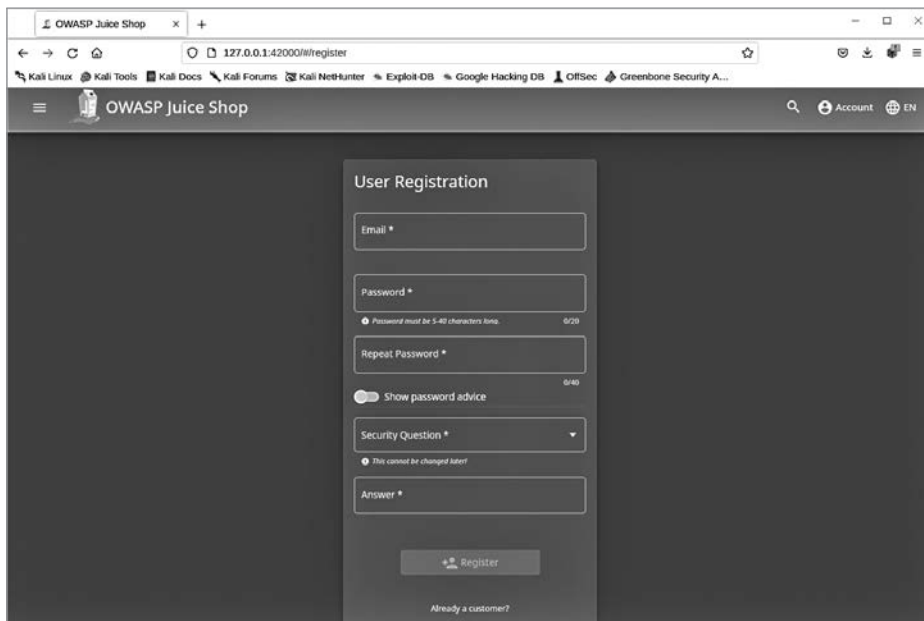 OWASP Juice Shop × +
127.0.0.1:42000/#/register
Kali Linux Kali Tools Kali Docs Kali Forums Kali NetHunter Exploit-DB Google Hacking DB OffSec Greenbone Security A...
OWASP Juice Shop Account EN
User Registration
Email *
Password *
Password must be 5-40 characters long. 0/20
Repeat Password *
0/40
Show password advice
Security Question *
This cannot be changed later!
Answer *
Register
Already a customer?